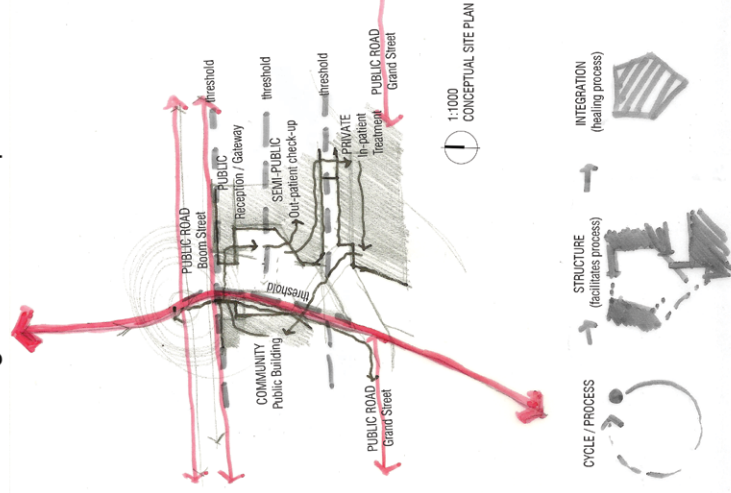 PUBLIC ROAD
Boom Street
threshold
PUBLIC
Reception / Gateway
threshold
SEMI-PUBLIC
Out-patient check-up
threshold
PRIVATE
In-patient
Treatment
PUBLIC ROAD
Grand Street
threshold
COMMUNITY
Public Building
PUBLIC ROAD
Grand Street
1:1000
CONCEPTUAL SITE PLAN
CYCLE / PROCESS
STRUCTURE
(facilitates process)
INTEGRATION
(healing process)